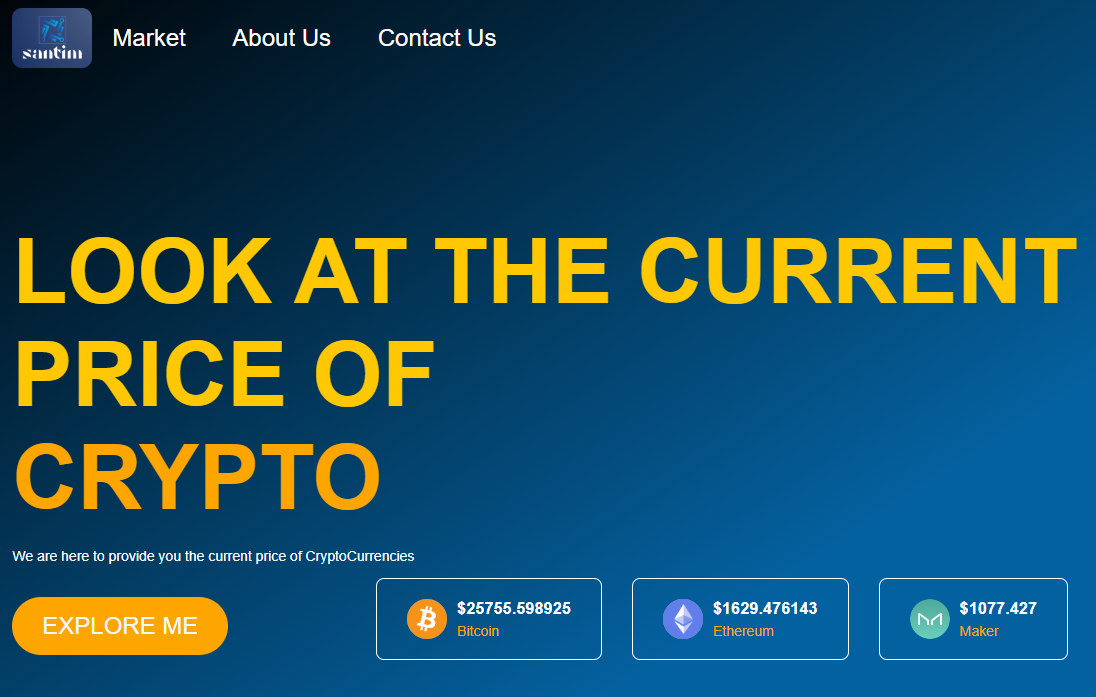 santim
Market About Us Contact Us
LOOK AT THE CURRENT
PRICE OF
CRYPTO
We are here to provide you the current price of CryptoCurrencies
EXPLORE ME
$25755.598925
Bitcoin
$1629.476143
Ethereum
$1077.427
Maker